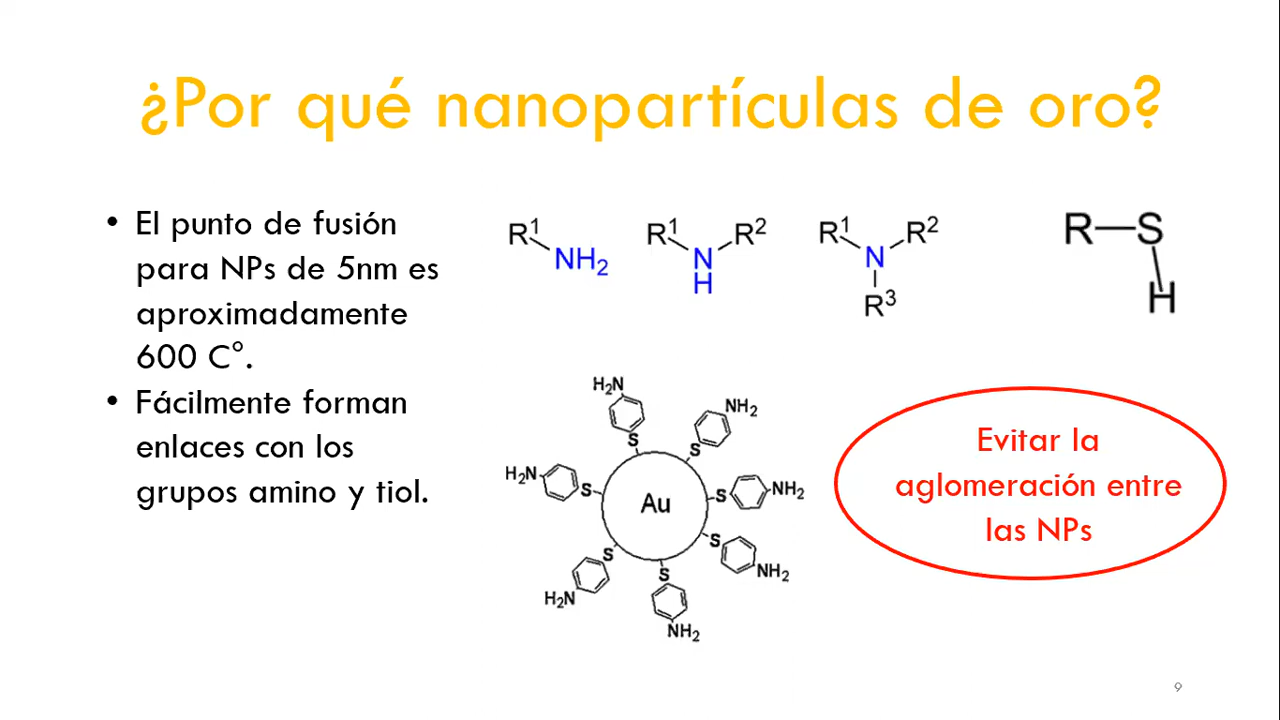 ¿Por qué nanopartículas de oro?
• El punto de fusión
para NPs de 5nm es
aproximadamente
600 C°.
• Fácilmente forman
enlaces con los
grupos amino y tiol.
R¹
NH₂
R¹ R²
N
H
R¹ R²
N
R³
R—S
H
H₂N
NH₂
S
S
H₂N
S
S
NH₂
Au
S
S
S
NH₂
H₂N
NH₂
Evitar la
aglomeración entre
las NPs
9